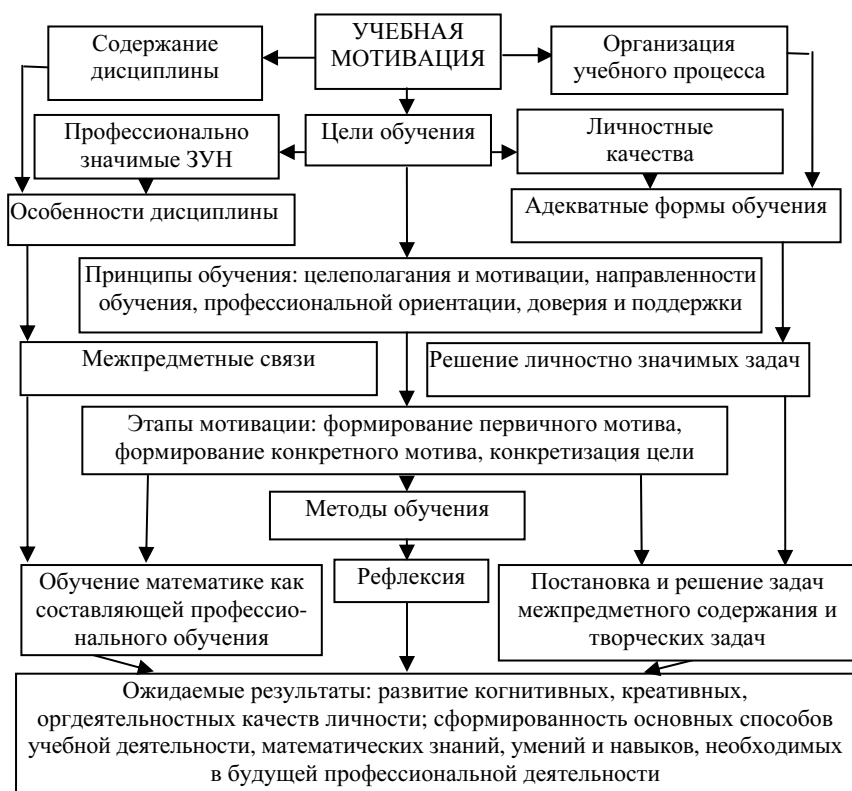 Содержание
дисциплины
УЧЕБНАЯ
МОТИВАЦИЯ
Организация
учебного процесса
Профессионально
значимые ЗУН
Цели обучения
Личностные
качества
Особенности дисциплины
Адекватные формы обучения
Принципы обучения: целеполагания и мотивации, направленности
обучения, профессиональной ориентации, доверия и поддержки
Межпредметные связи
Решение личностно значимых задач
Этапы мотивации: формирование первичного мотива,
формирование конкретного мотива, конкретизация цели
Методы обучения
Рефлексия
Обучение математике как
составляющей профессио-
нального обучения
Постановка и решение задач
межпредметного содержания и
творческих задач
Ожидаемые результаты: развитие когнитивных, креативных,
оргдеятельностных качеств личности; сформированность основных способов
учебной деятельности, математических знаний, умений и навыков, необходимых
в будущей профессиональной деятельности